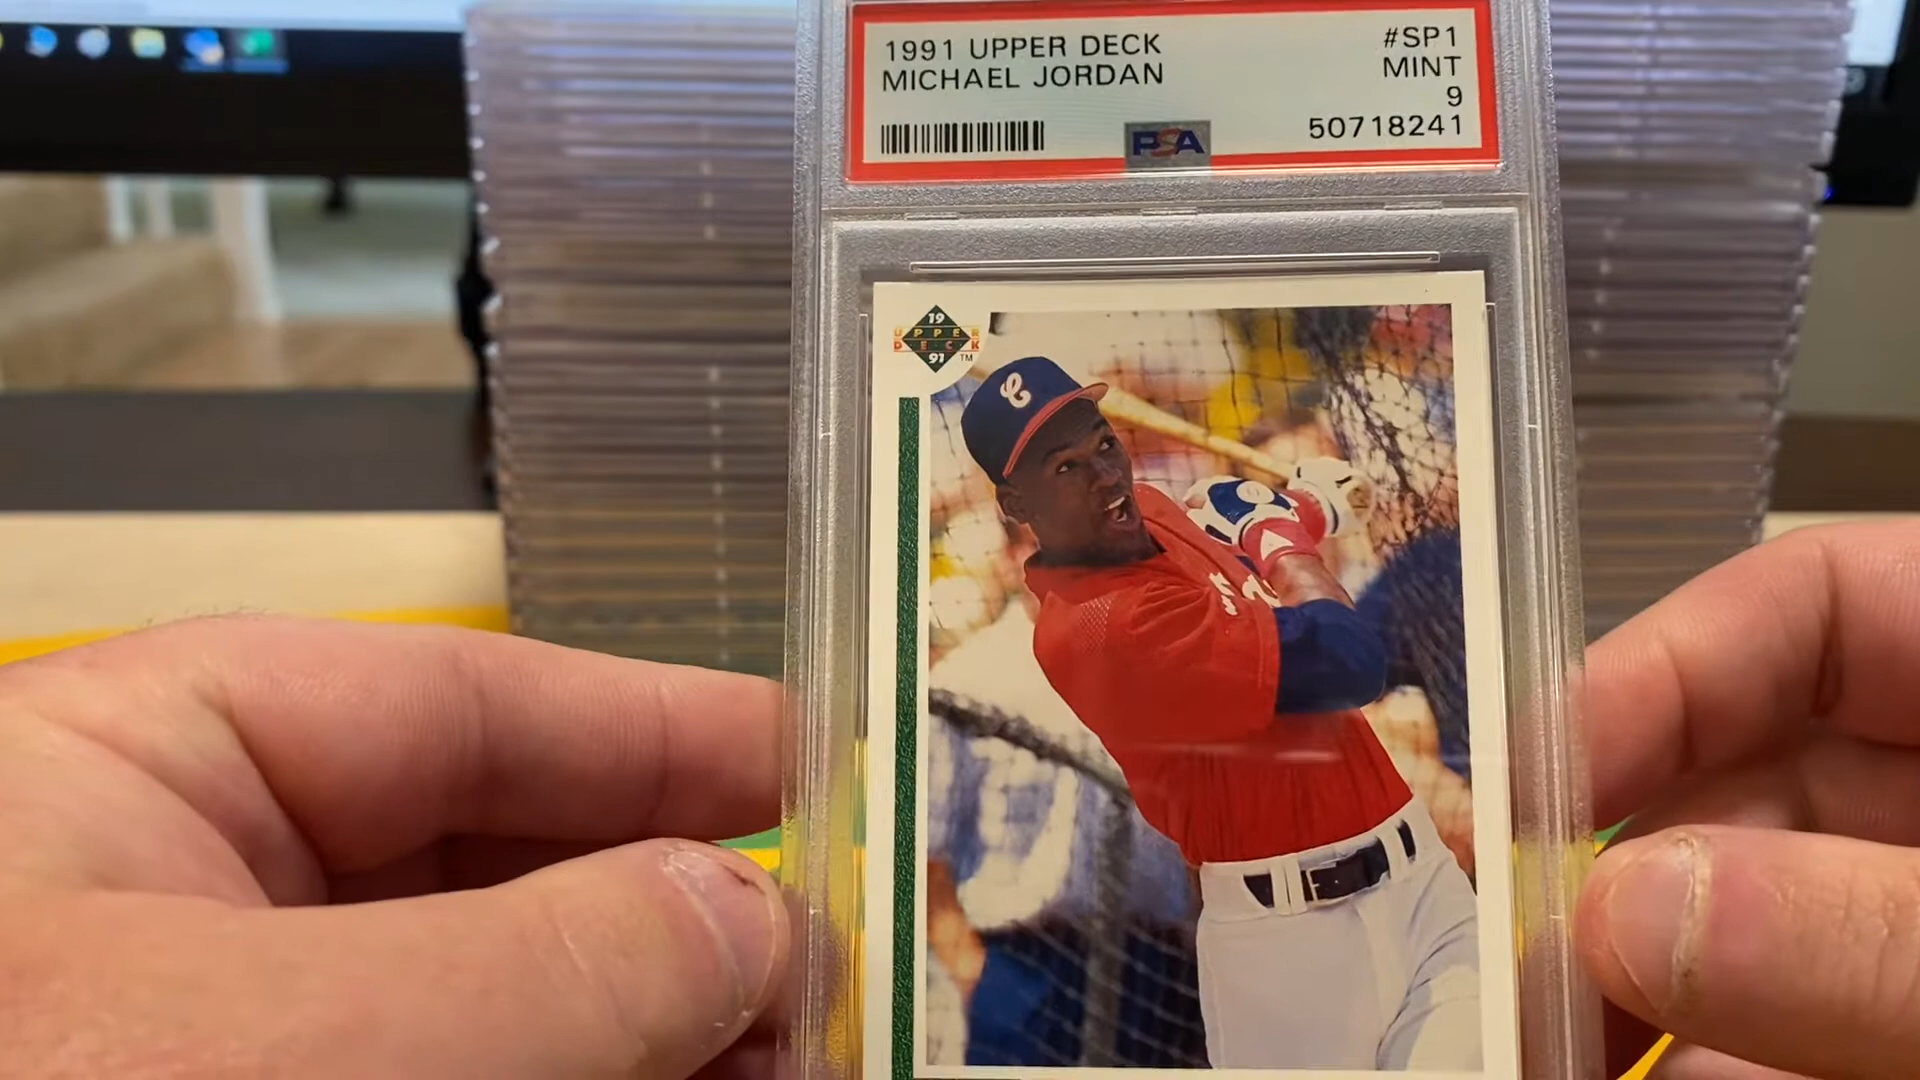 1991 UPPER DECK #SP1
MICHAEL JORDAN MINT
9
PSA 50718241
19
UPPER
DECK
91 TM
C